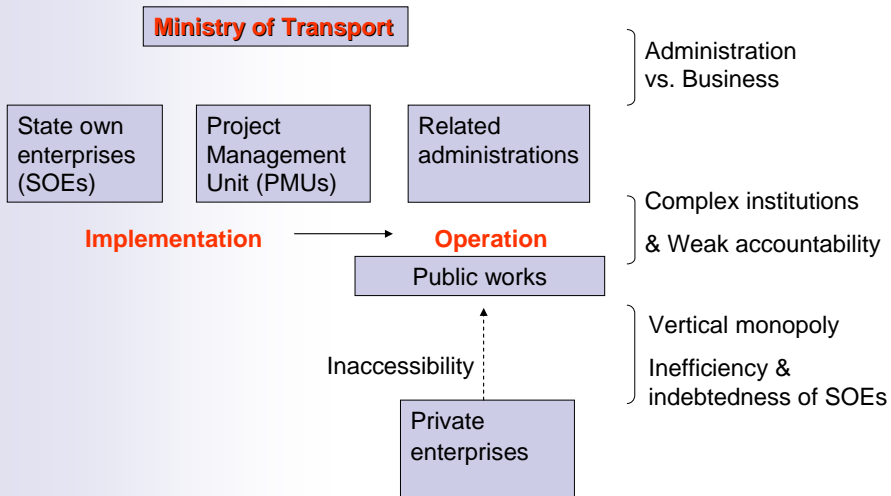 Ministry of Transport
Administration
vs. Business
State own
enterprises
(SOEs)
Project
Management
Unit (PMUs)
Related
administrations
Complex institutions
& Weak accountability
Implementation
Operation
Public works
Vertical monopoly
Inefficiency &
indebtedness of SOEs
Inaccessibility
Private
enterprises